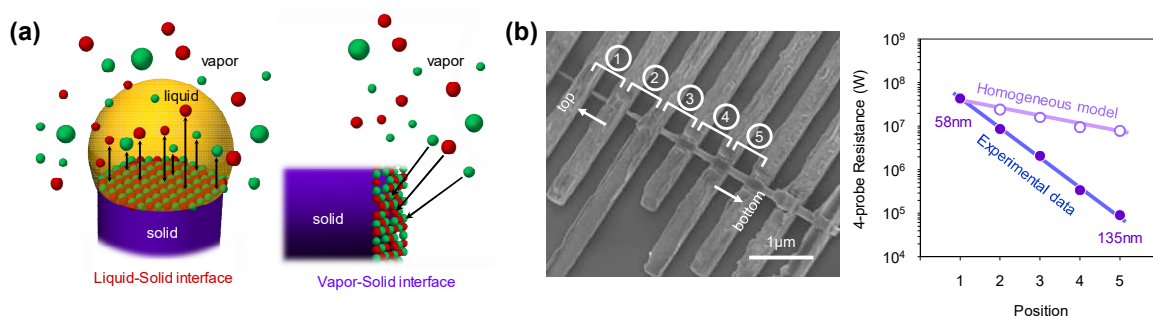 (a)
vapor
liquid
solid
Liquid-Solid interface
vapor
solid
Vapor-Solid interface
(b)
1
2
3
4
5
top
bottom
1μm
4-probe Resistance (W)
10⁹
10⁸
10⁷
10⁶
10⁵
10⁴
Homogeneous model
58nm
Experimental data
135nm
1 2 3 4 5
Position